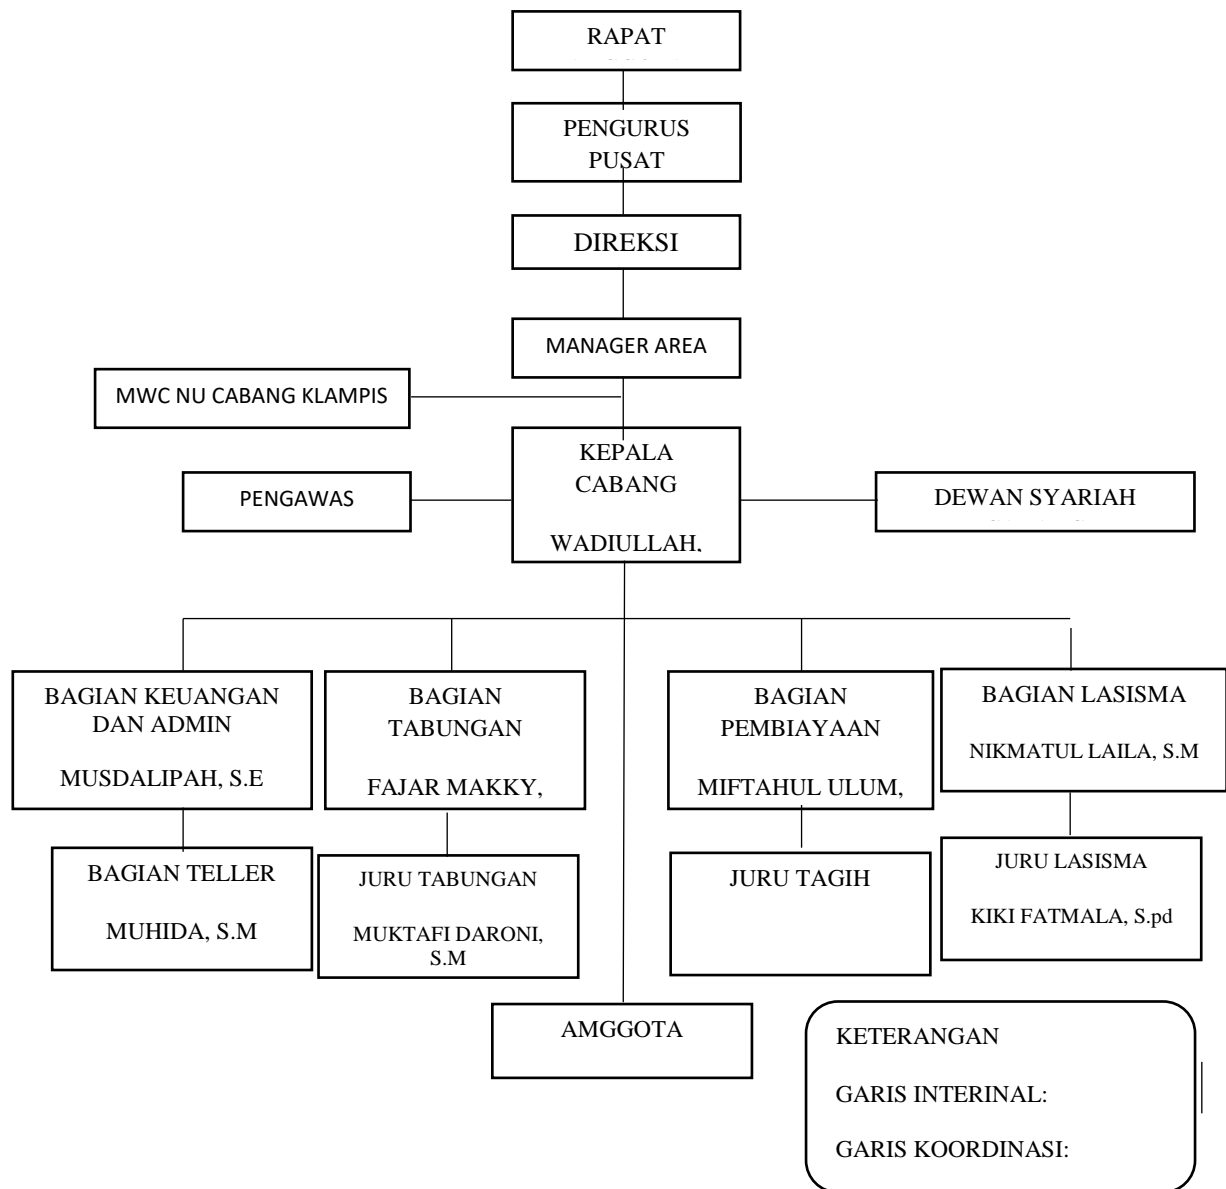 RAPAT
PENGURUS
PUSAT
DIREKSI
MANAGER AREA
MWC NU CABANG KLAMPIS
KEPALA
CABANG
WADIULLAH,
PENGAWAS
DEWAN SYARIAH
BAGIAN KEUANGAN
DAN ADMIN
MUSDALIPAH, S.E
BAGIAN
TABUNGAN
FAJAR MAKKY,
BAGIAN
PEMBIAYAAN
MIFTAHUL ULUM,
BAGIAN LASISMA
NIKMATUL LAILA, S.M
BAGIAN TELLER
MUHIDA, S.M
JURU TABUNGAN
MUKTAFI DARONI,
S.M
JURU TAGIH
JURU LASISMA
KIKI FATMALA, S.pd
AMGGOTA
KETERANGAN
GARIS INTERINAL:
GARIS KOORDINASI: